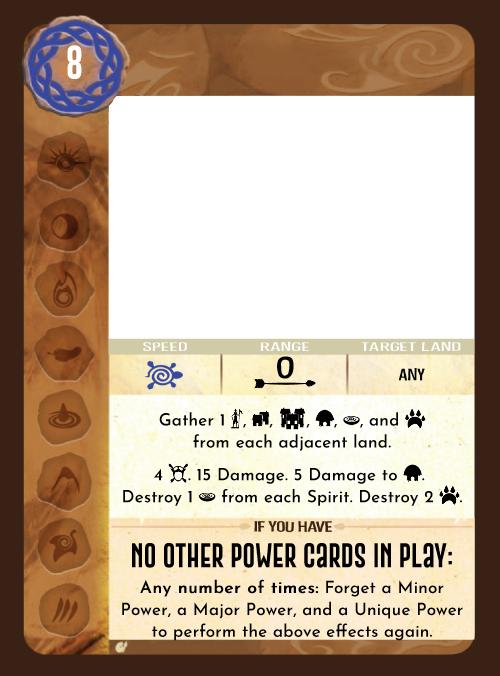 8
SPEED RANGE TARGET LAND
0 ANY
Gather 1 , , , , , and
from each adjacent land.
4 . 15 Damage. 5 Damage to .
Destroy 1 from each Spirit. Destroy 2 .
IF YOU HAVE
NO OTHER POWER CARDS IN PLAY:
Any number of times: Forget a Minor
Power, a Major Power, and a Unique Power
to perform the above effects again.